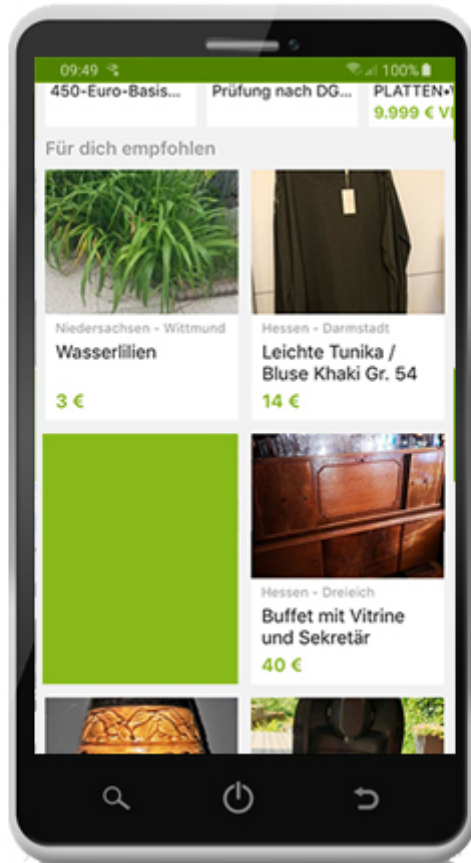 09:49
100%
450-Euro-Basis...
Prüfung nach DG...
PLATTEN•
9.999 € V
Für dich empfohlen
Niedersachsen - Wittmund
Wasserlilien
3 €
Hessen - Darmstadt
Leichte Tunika /
Bluse Khaki Gr. 54
14 €
Hessen - Dreieich
Buffet mit Vitrine
und Sekretär
40 €